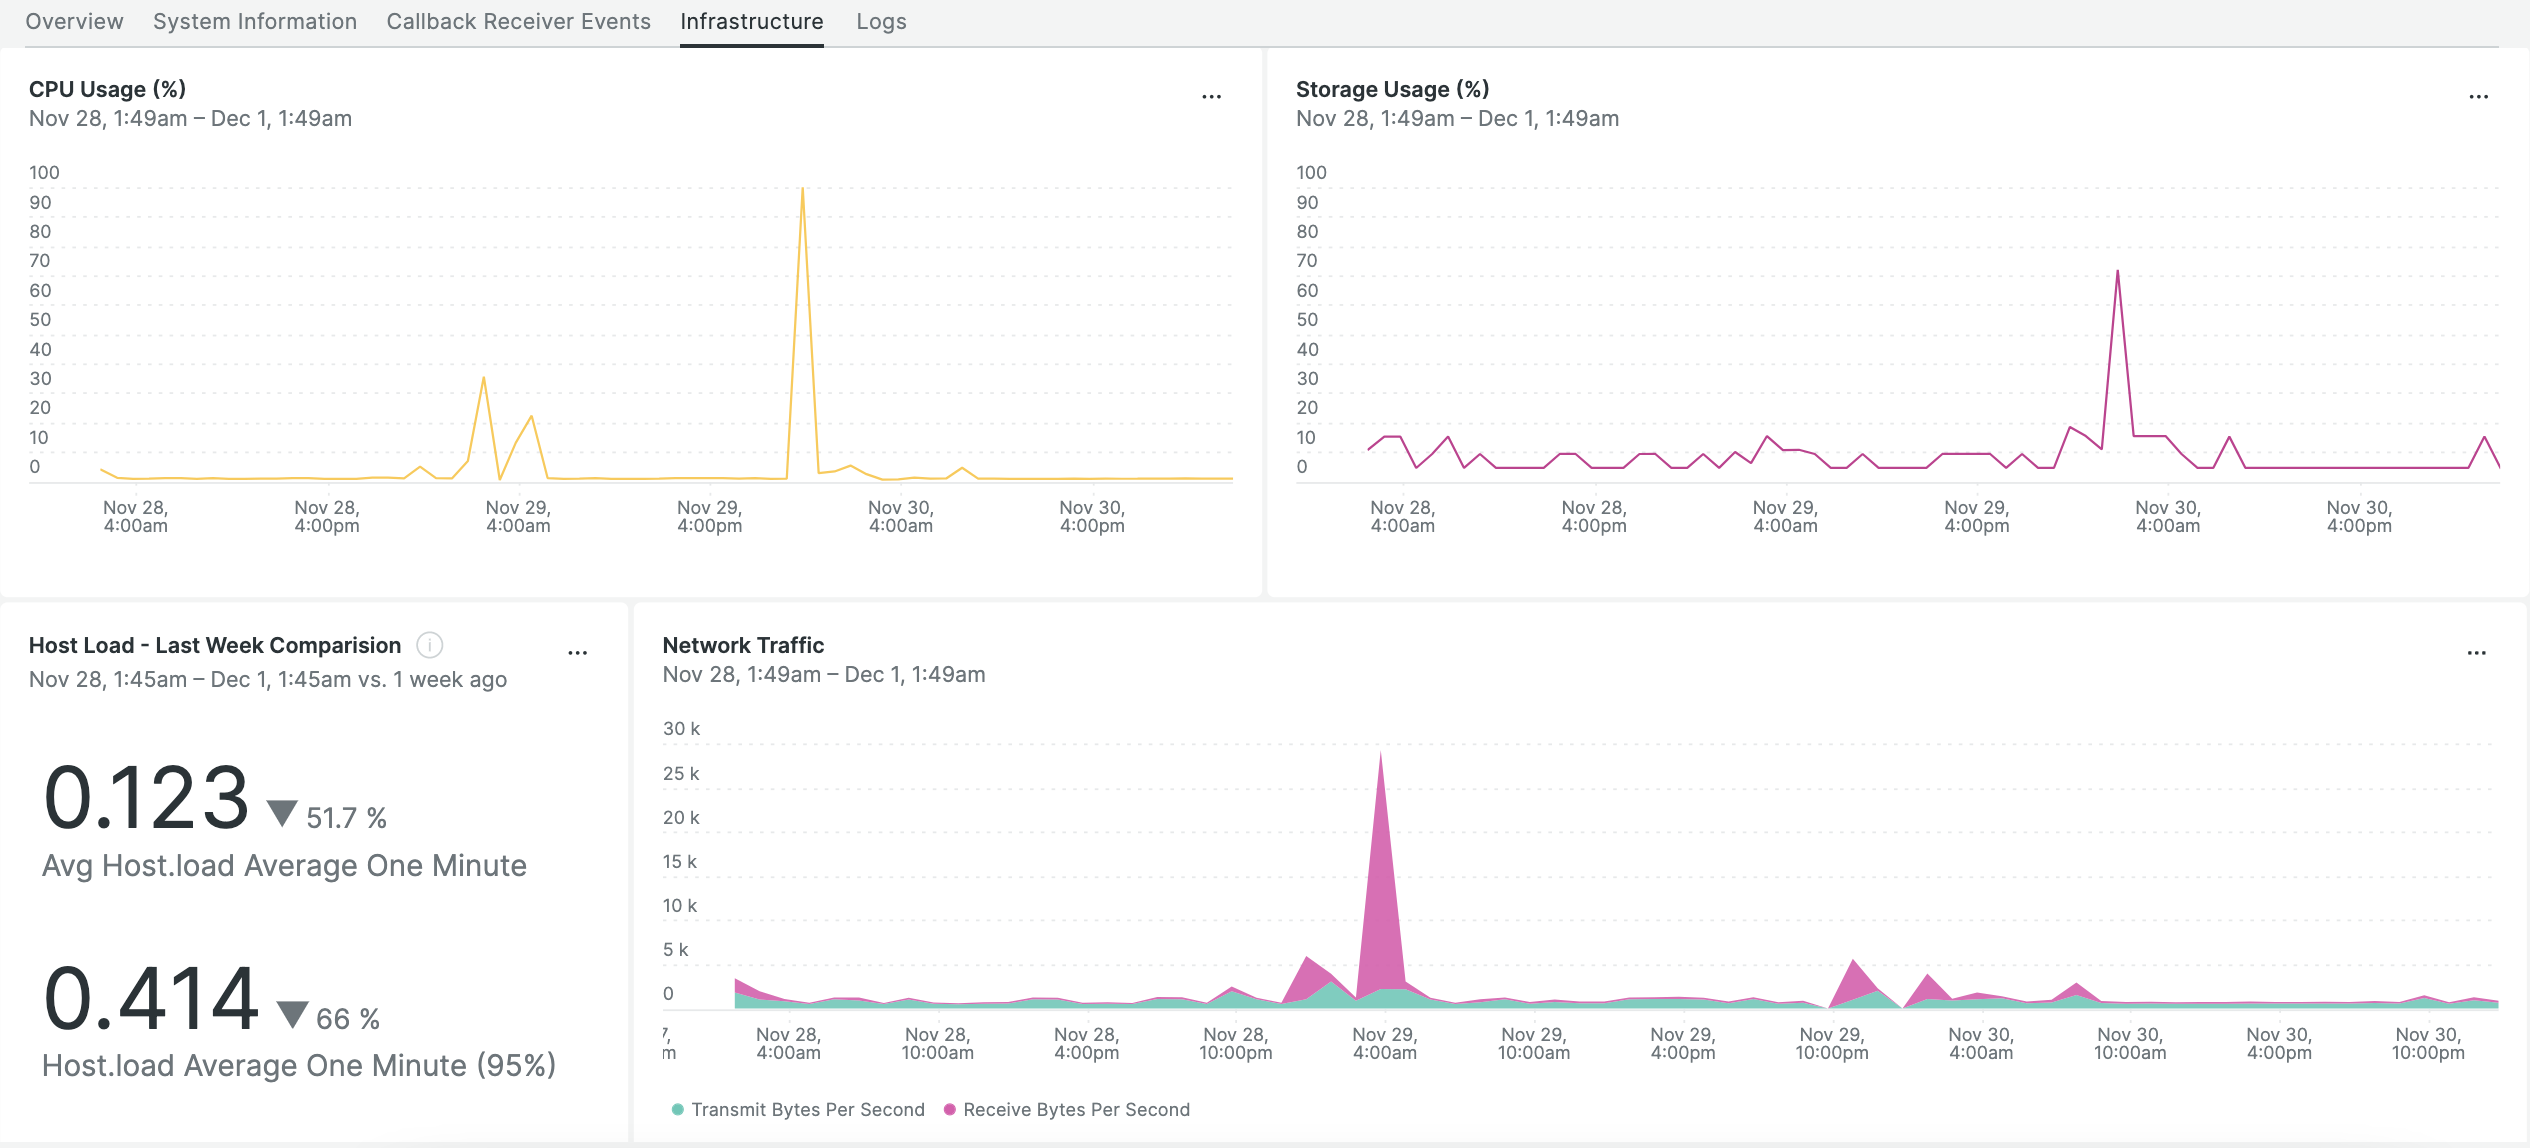 Overview System Information Callback Receiver Events Infrastructure Logs
CPU Usage (%)
...
Nov 28, 1:49am – Dec 1, 1:49am
100
90
80
70
60
50
40
30
20
10
0
Nov 28, Nov 28, Nov 29, Nov 29, Nov 30, Nov 30,
4:00am 4:00pm 4:00am 4:00pm 4:00am 4:00pm
Storage Usage (%)
...
Nov 28, 1:49am – Dec 1, 1:49am
100
90
80
70
60
50
40
30
20
10
0
Nov 28, Nov 28, Nov 29, Nov 29, Nov 30, Nov 30,
4:00am 4:00pm 4:00am 4:00pm 4:00am 4:00pm
Host Load - Last Week Comparision i
...
Nov 28, 1:45am – Dec 1, 1:45am vs. 1 week ago
0.123 ▼ 51.7 %
Avg Host.load Average One Minute
0.414 ▼ 66 %
Host.load Average One Minute (95%)
Network Traffic
...
Nov 28, 1:49am – Dec 1, 1:49am
30 k
25 k
20 k
15 k
10 k
5 k
0
7, Nov 28, Nov 28, Nov 28, Nov 28, Nov 29, Nov 29, Nov 29, Nov 29, Nov 30, Nov 30, Nov 30, Nov 30,
m 4:00am 10:00am 4:00pm 10:00pm 4:00am 10:00am 4:00pm 10:00pm 4:00am 10:00am 4:00pm 10:00pm
Transmit Bytes Per Second Receive Bytes Per Second